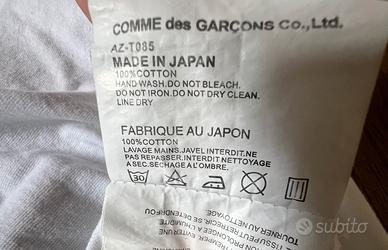 COMME des GARCONS Co.,Ltd.
AZ-T085
MADE IN JAPAN
100%COTTON
HAND WASH.DO NOT BLEACH.
DO NOT IRON.DO NOT DRY CLEAN.
LINE DRY
FABRIQUE AU JAPON
100%COTTON
LAVAGE MAINS.JAVEL INTERDIT.NE
PAS REPASSER.INTERDIT NETTOYAGE
A SEC.SECHAGE A L'OMBRE
30
subito